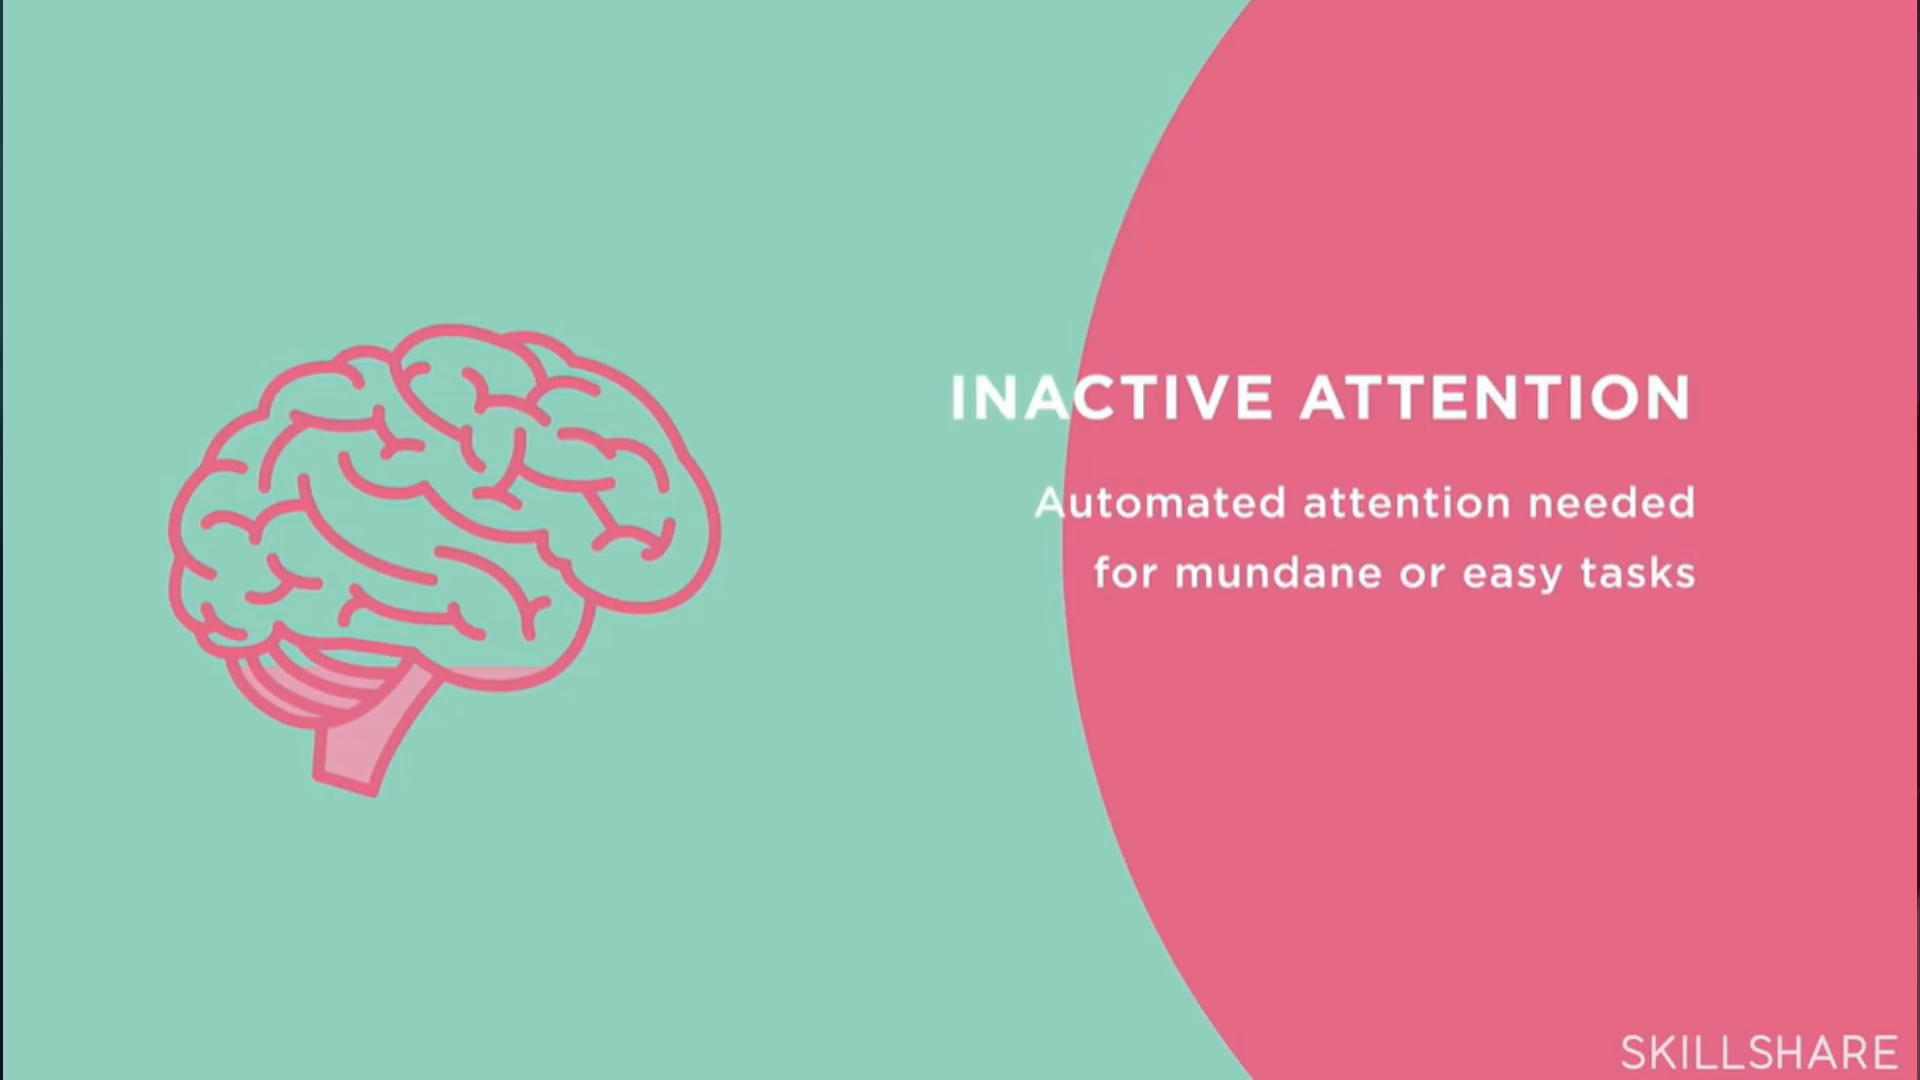 INACTIVE ATTENTION
Automated attention needed
for mundane or easy tasks
SKILLSHARE